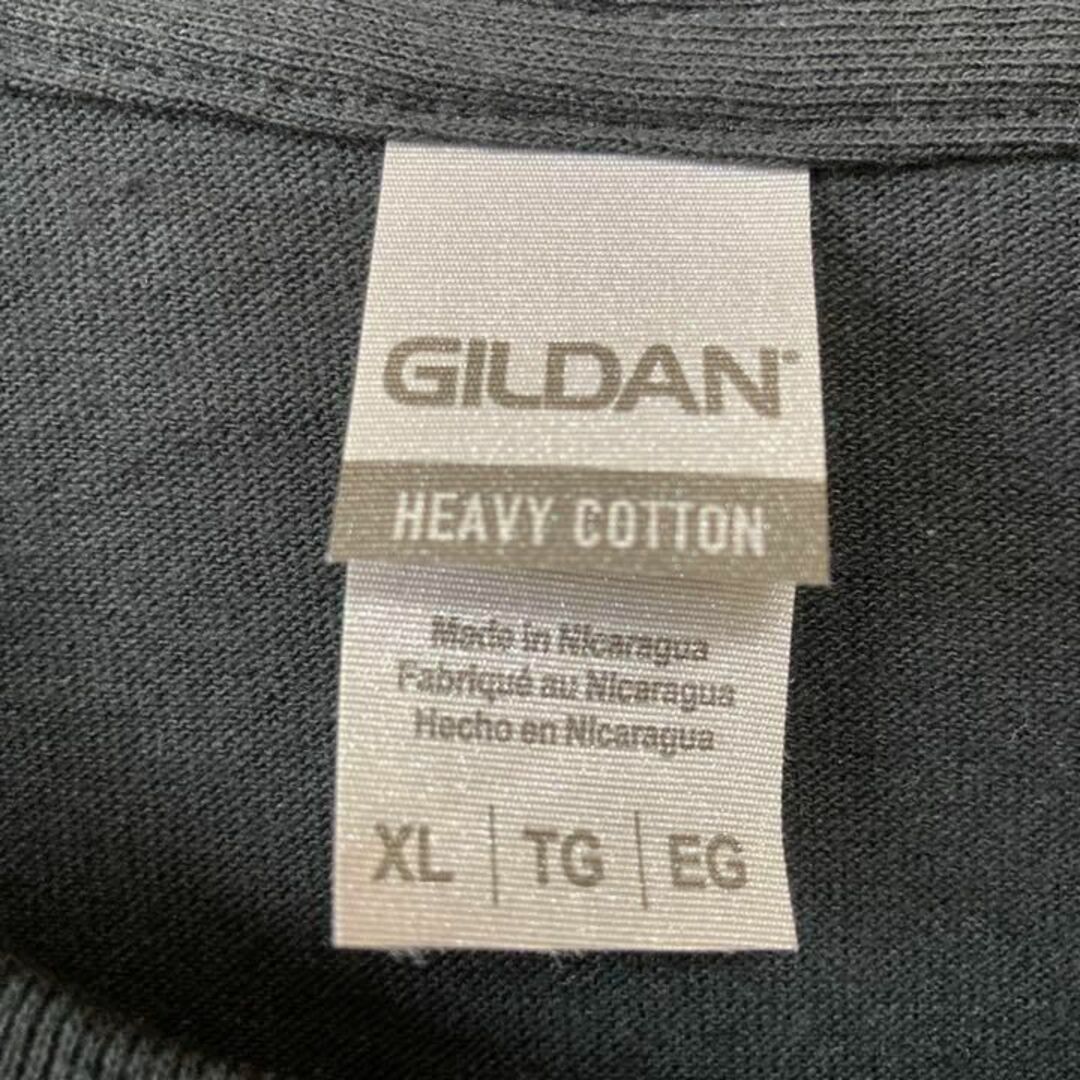 GILDAN
HEAVY COTTON
Made in Nicaragua
Fabriqué au Nicaragua
Hecho en Nicaragua
XL | TG | EG